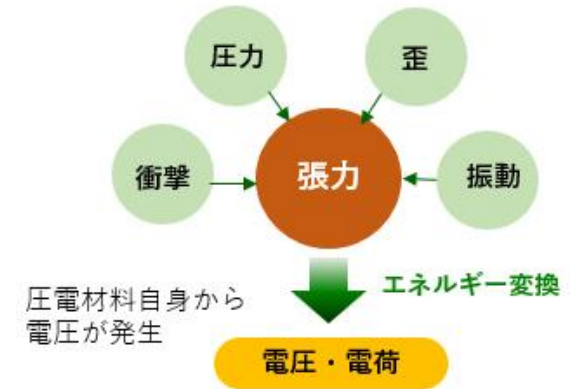 圧力
歪
衝撃
張力
振動
エネルギー変換
圧電材料自身から
電圧が発生
電圧・電荷